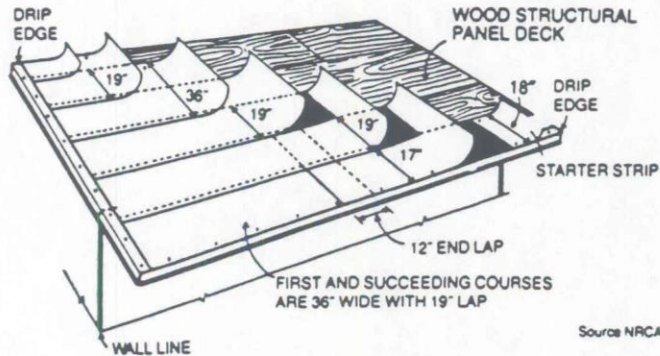 DRIP
EDGE
WOOD STRUCTURAL
PANEL DECK
19"
36"
19"
19"
17"
18"
DRIP
EDGE
STARTER STRIP
12" END LAP
FIRST AND SUCCEEDING COURSES
ARE 36" WIDE WITH 19" LAP
Source NRCA
WALL LINE